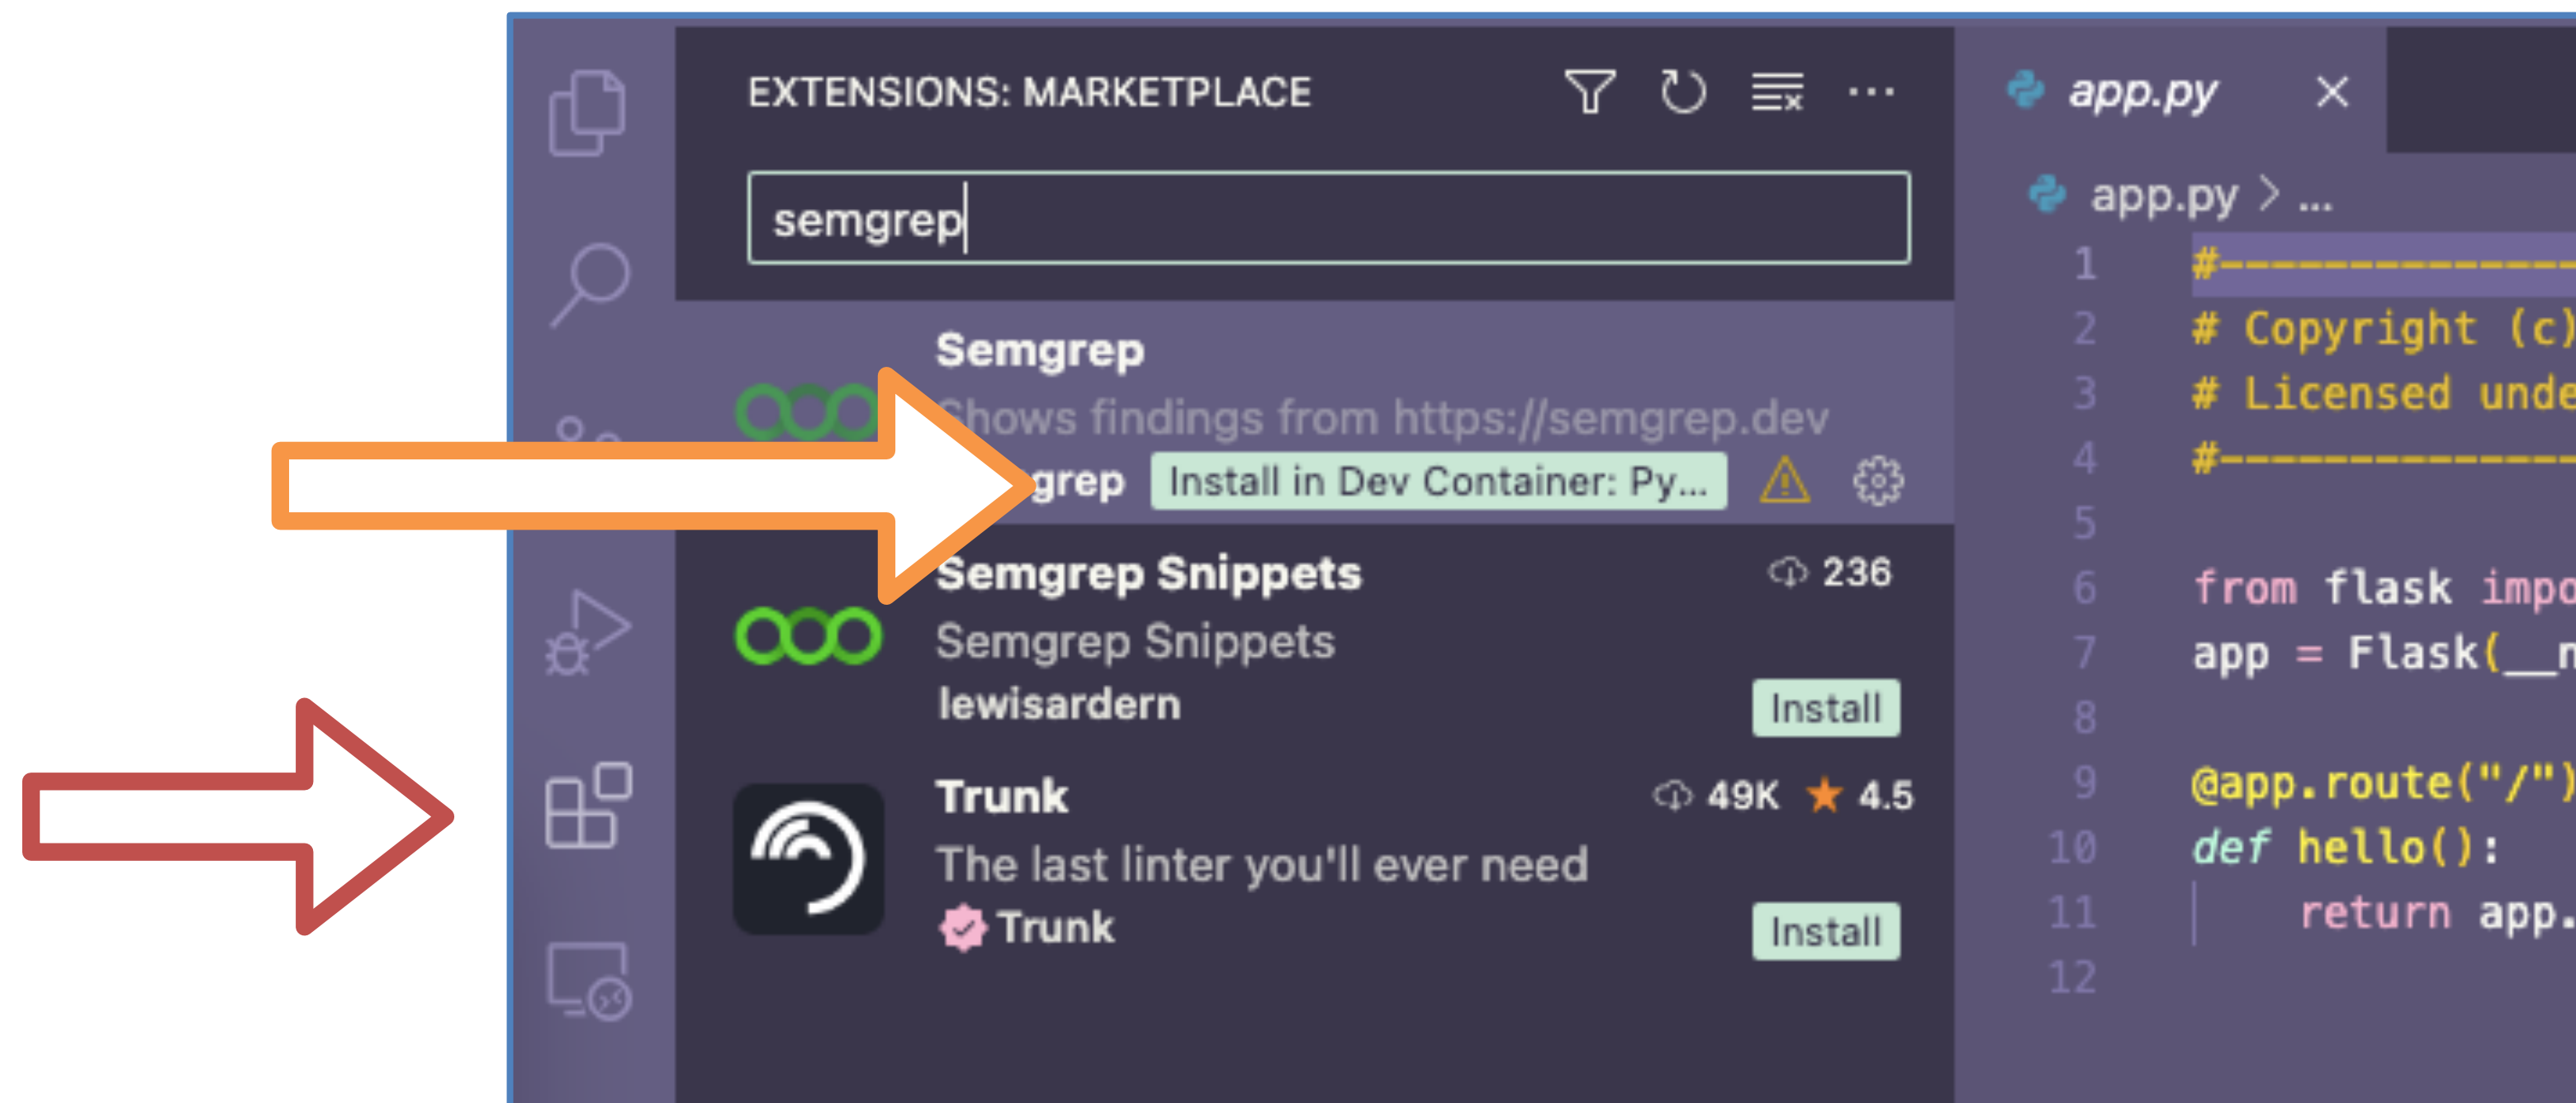 EXTENSIONS: MARKETPLACE
semgrep
Semgrep
Shows findings from https://semgrep.dev
grep Install in Dev Container: Py...
Semgrep Snippets 236
Semgrep Snippets
lewisardern
Install
Trunk 49K 4.5
The last linter you'll ever need
Trunk
Install
app.py
app.py > ...
1 #--------------
2 # Copyright (c)
3 # Licensed unde
4 #--------------
5
6 from flask impo
7 app = Flask(__n
8
9 @app.route("/")
10 def hello():
11 return app.
12